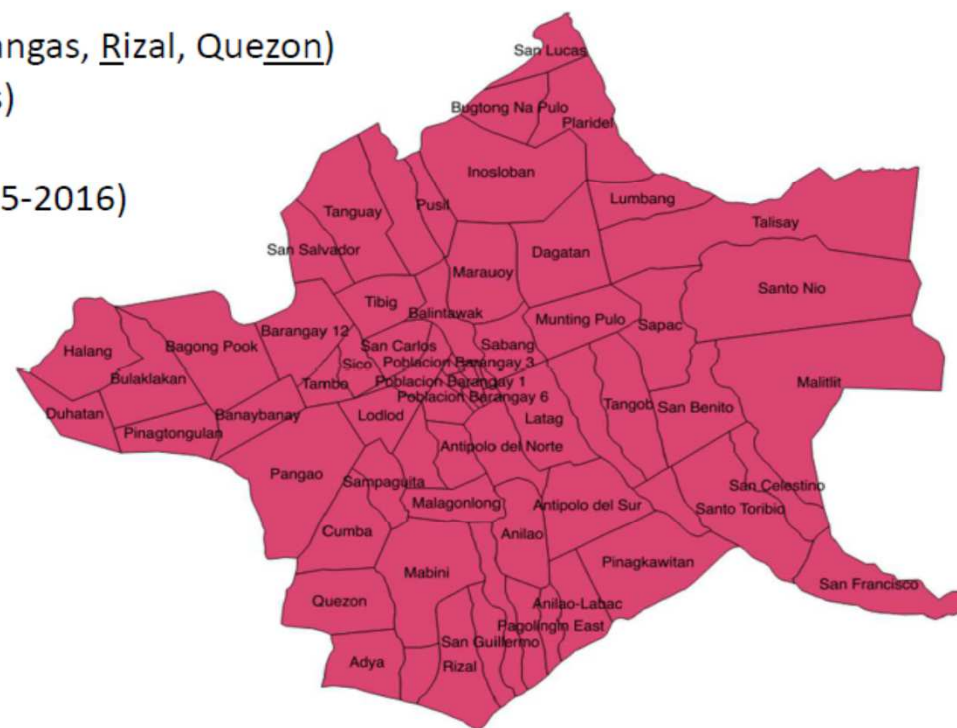 angas, Rizal, Quezon)
s)
5-2016)
San Lucas
Bugtong Na Pulo
Plaridel
Inosloban
Lumbang
Pusil
Tanguay
Talisay
San Salvador
Dagatan
Marauoy
Santo Nio
Tibig
Balintawak
Munting Pulo
Sapac
Barangay 12
Sabang
San Carlos
Bagong Pook
Halang
Sico
Poblacion Barangay 3
Bulaklakan
Tambo
Poblacion Barangay 1
Malitlit
Poblacion Barangay 6
Tangob
San Benito
Duhatan
Banaybanay
Lodlod
Latag
Pinagtongulan
Antipolo del Norte
Pangao
Sampaguita
San Celestino
Malagonlong
Antipolo del Sur
Santo Toribio
Cumba
Anilao
Pinagkawitan
Mabini
San Francisco
Quezon
Anilao-Labac
Pagolingin East
San Guillermo
Adya
Rizal